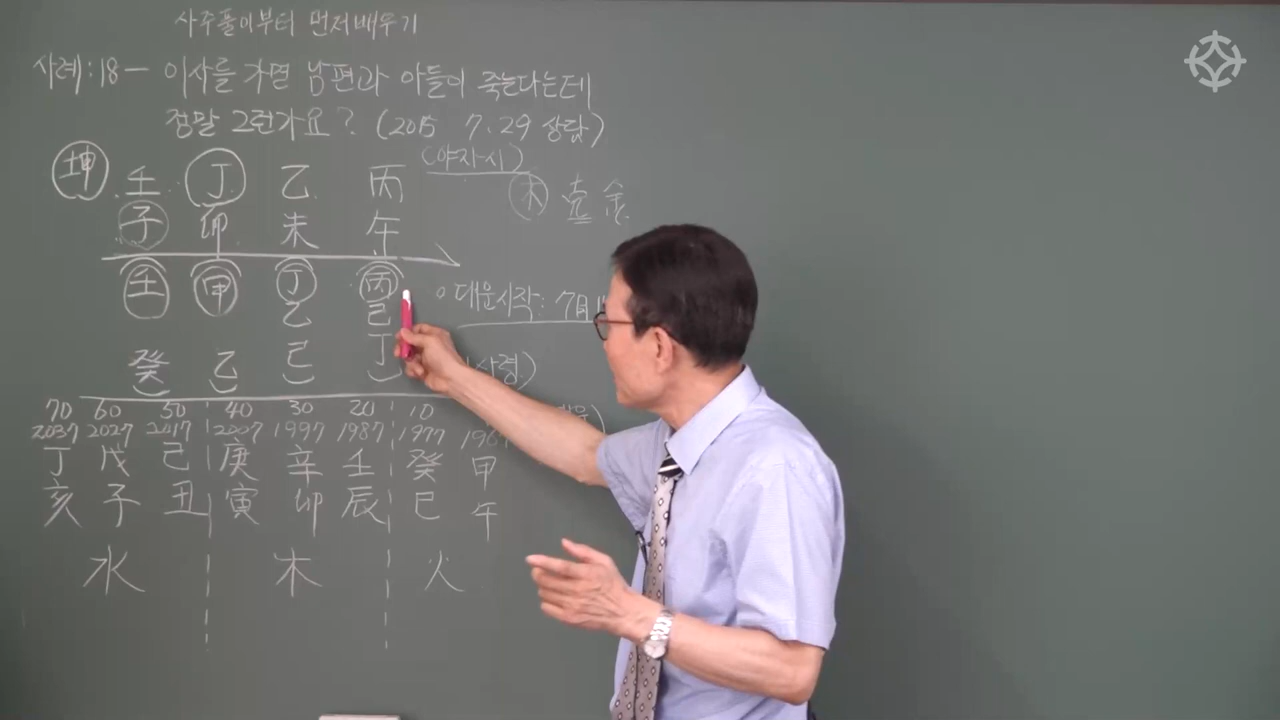 사주풀이부터 먼저배우기
사례:18- 이사를 가면 남편과 아들이 죽는다는데
정말 그런가요? (2015 7.29 상담)
坤 壬 丁 乙 丙 (야자시)
子 卯 未 午 木 金
壬 甲 丁 丙 대운시작: 7日
乙 己
癸 乙 己 丁 사령)
70 60 50 40 30 20 10
2037 2027 2017 2007 1997 1987 1977
丁 戊 己 庚 辛 壬 癸 甲
亥 子 丑 寅 卯 辰 巳 午
水 木 火